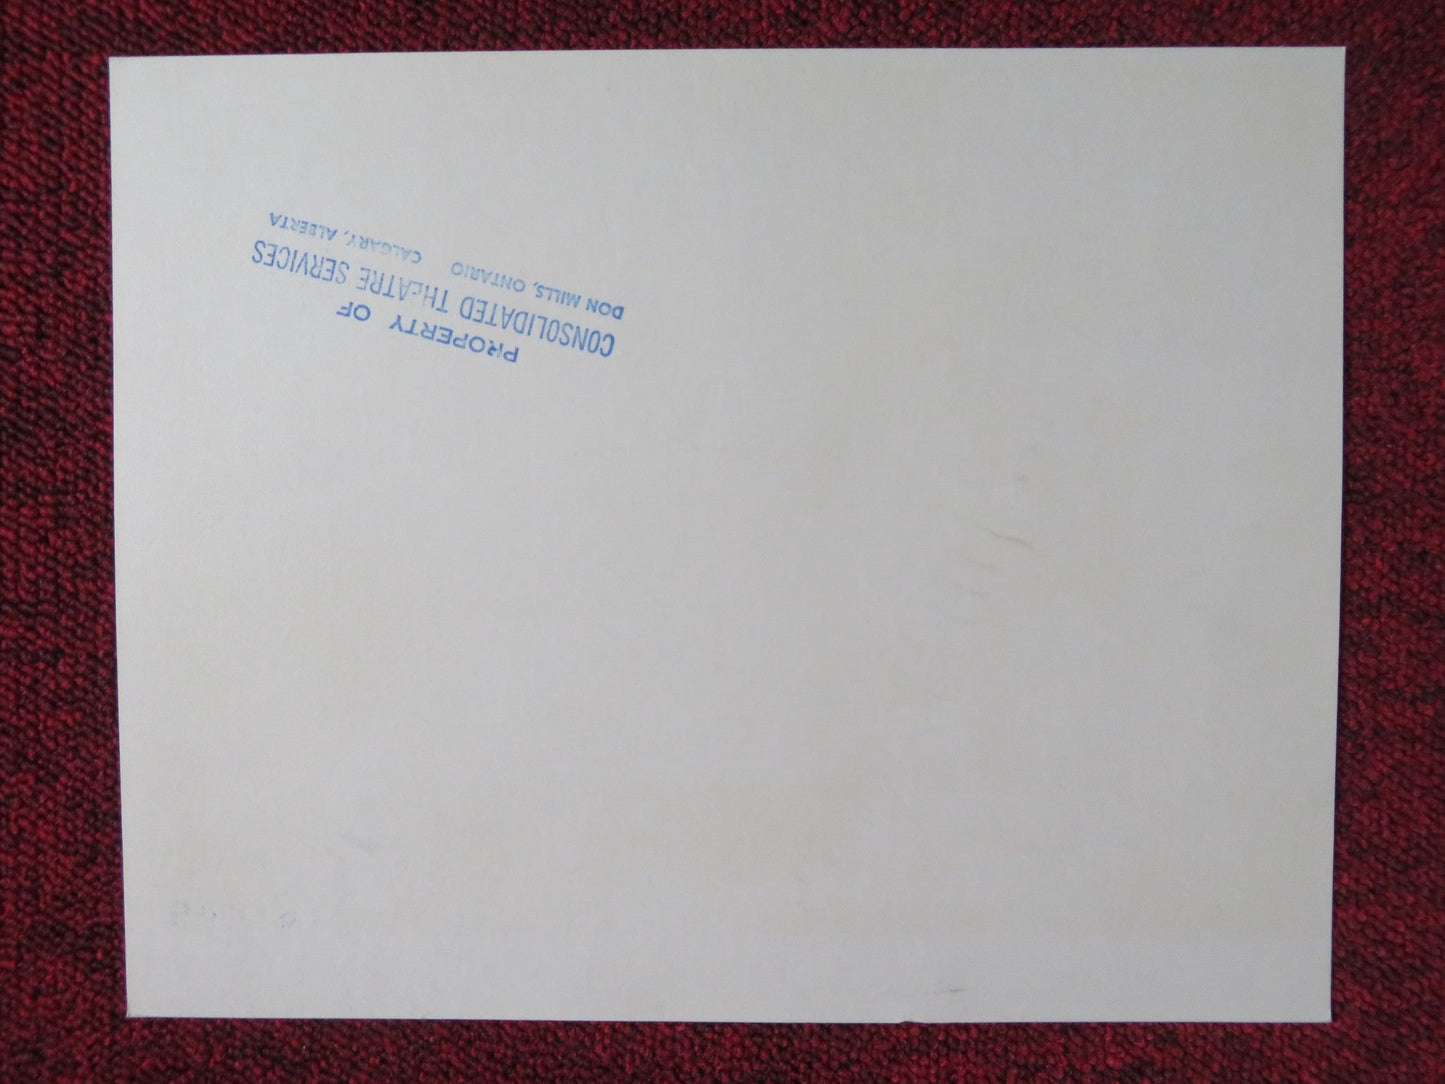 PROPERTY OF
CONSOLIDATED THEATRE SERVICES
DON MILLS, ONTARIO CALGARY, ALBERTA